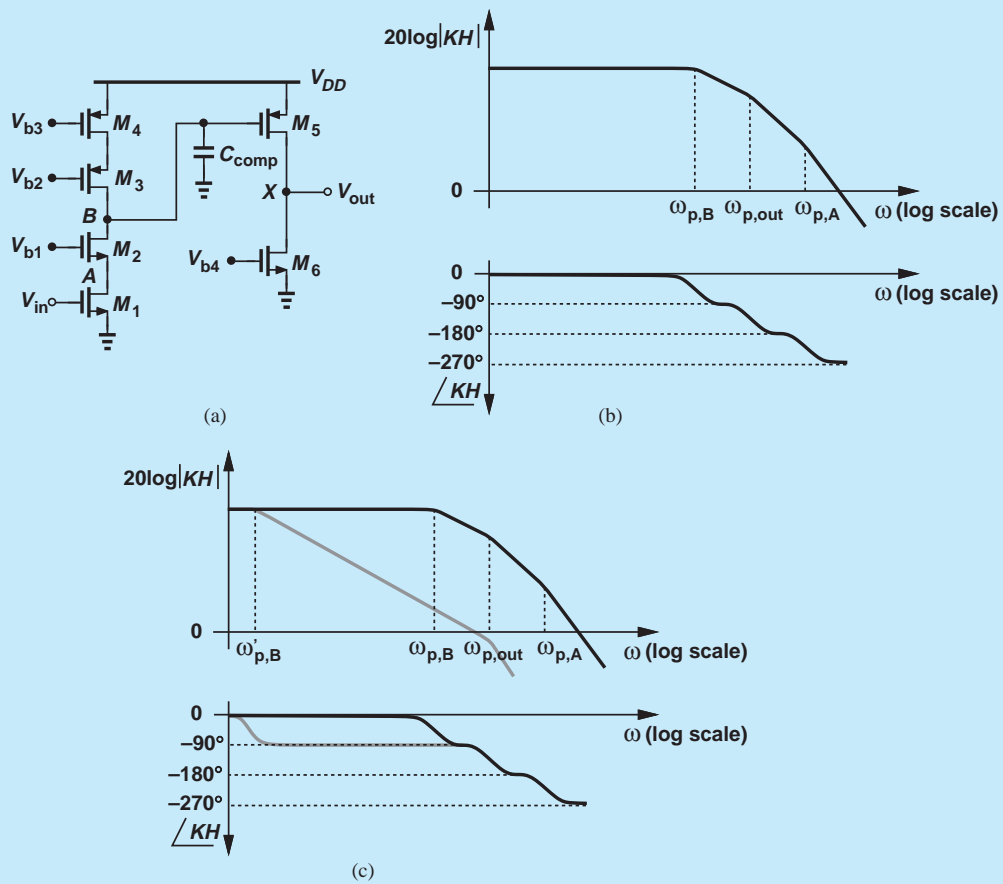 V_DD
V_b3
M_4
M_5
C_comp
V_b2
M_3
X
V_out
B
V_b1
M_2
V_b4
M_6
A
V_in
M_1
(a)
20log|KH|
0
ω_p,B
ω_p,out
ω_p,A
ω (log scale)
0
ω (log scale)
−90°
−180°
−270°
∠KH
(b)
20log|KH|
0
ω'_p,B
ω_p,B
ω_p,out
ω_p,A
ω (log scale)
0
ω (log scale)
−90°
−180°
−270°
∠KH
(c)